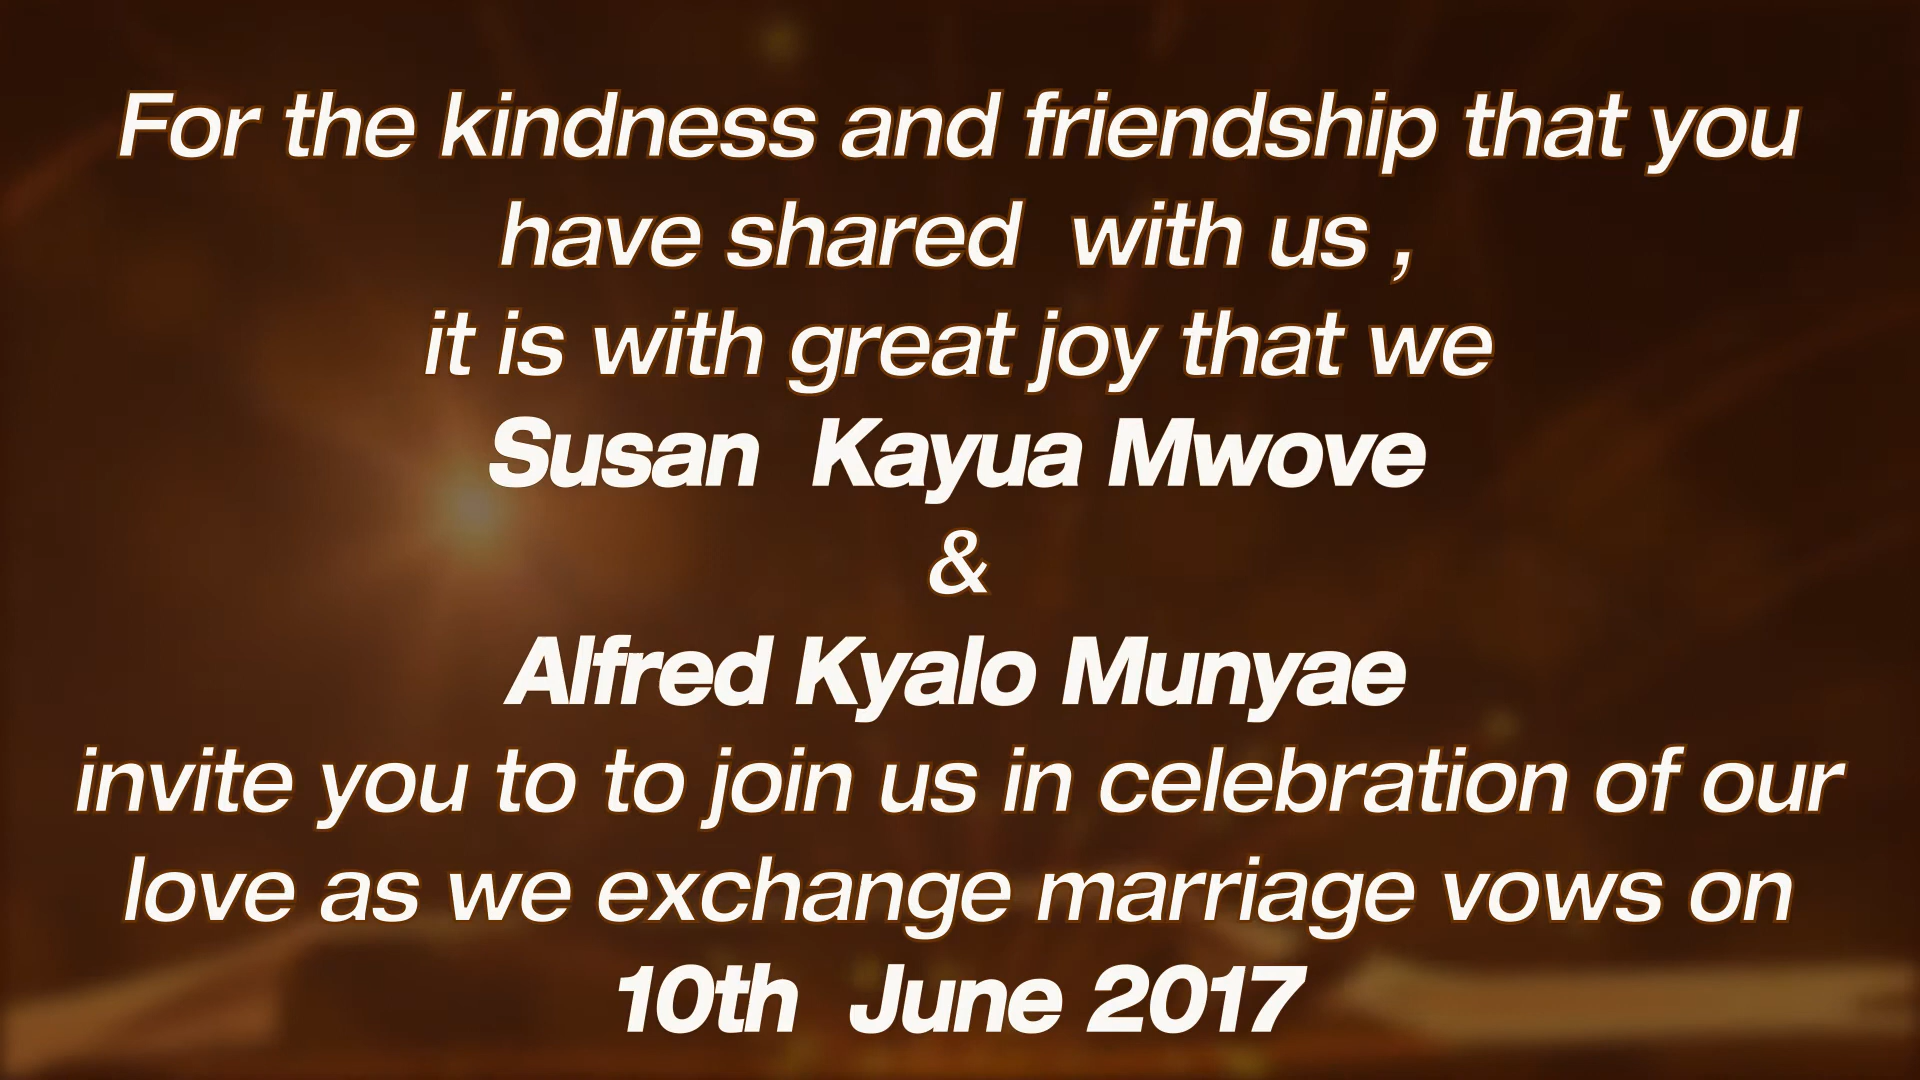 For the kindness and friendship that you
have shared  with us ,
it is with great joy that we
Susan  Kayua Mwove
&
Alfred Kyalo Munyae
invite you to to join us in celebration of our
love as we exchange marriage vows on
10th  June 2017